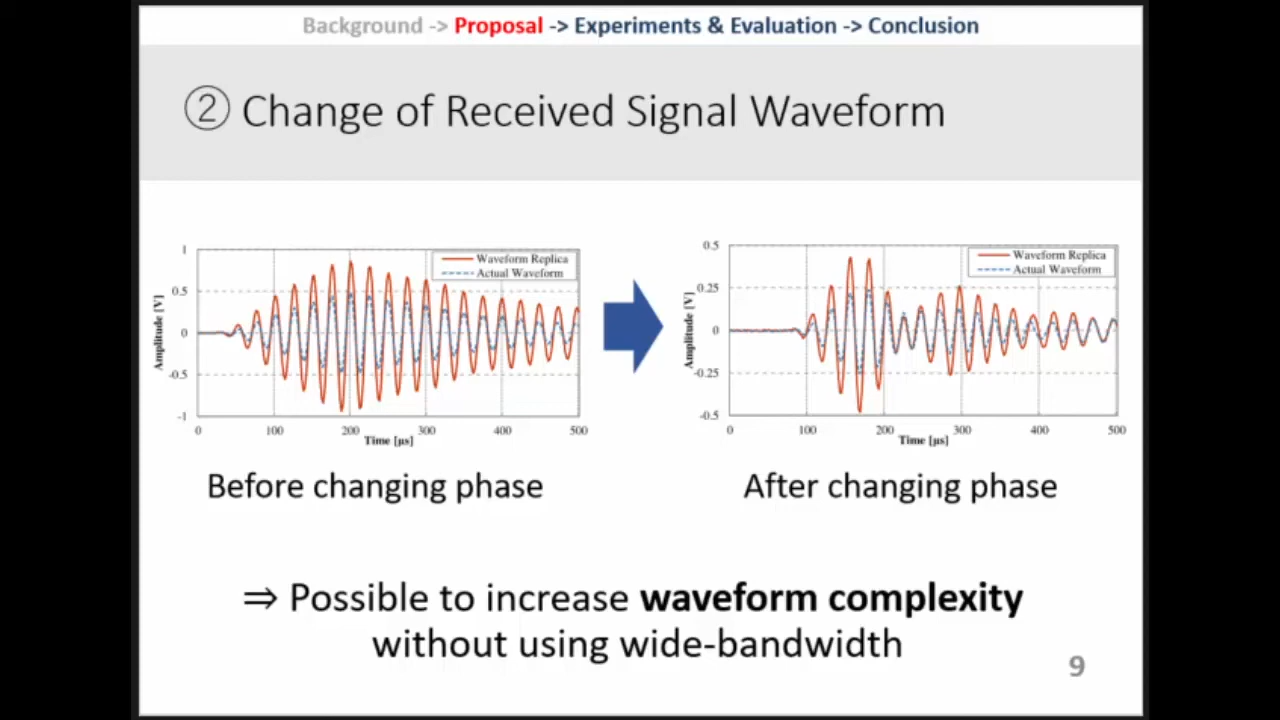 Background -> Proposal -> Experiments & Evaluation -> Conclusion
② Change of Received Signal Waveform
Waveform Replica
Actual Waveform
1
0.5
0
-0.5
-1
Amplitude [V]
0 100 200 300 400 500
Time [μs]
Waveform Replica
Actual Waveform
0.5
0.25
0
-0.25
-0.5
Amplitude [V]
0 100 200 300 400 500
Time [μs]
Before changing phase
After changing phase
⇒ Possible to increase waveform complexity
without using wide-bandwidth
9